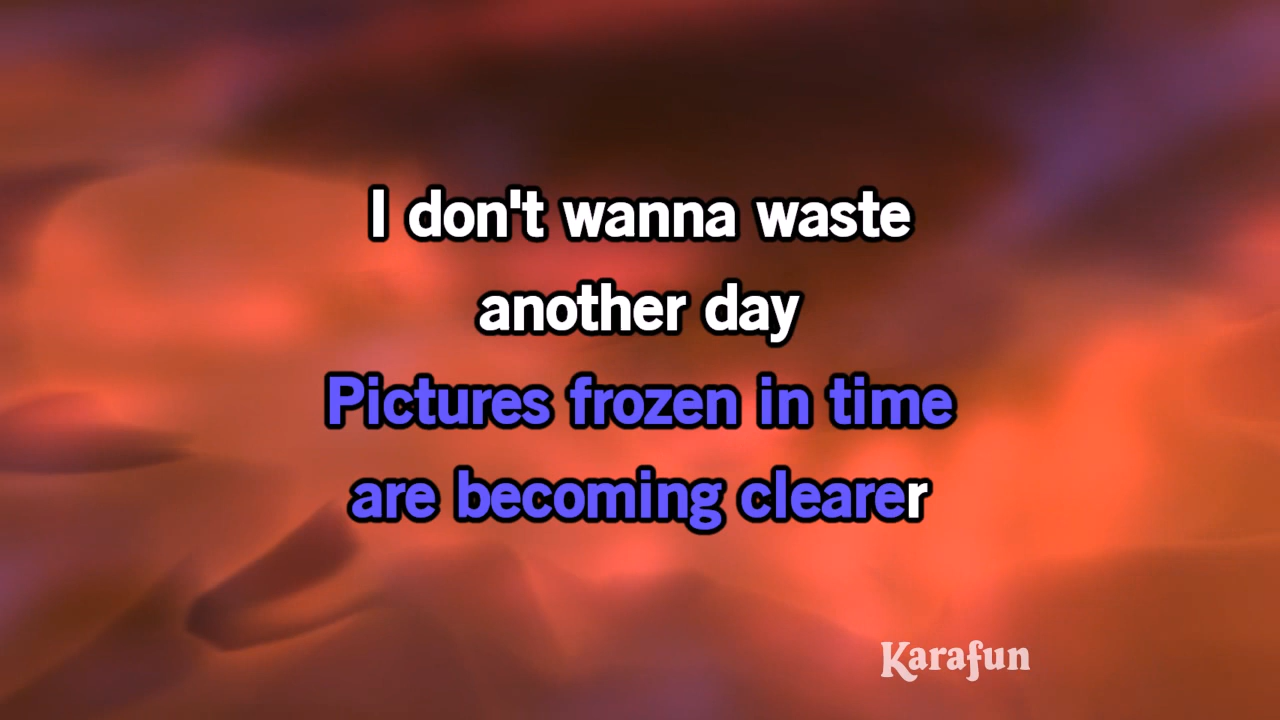 I don't wanna waste
another day
Pictures frozen in time
are becoming clearer
Karafun